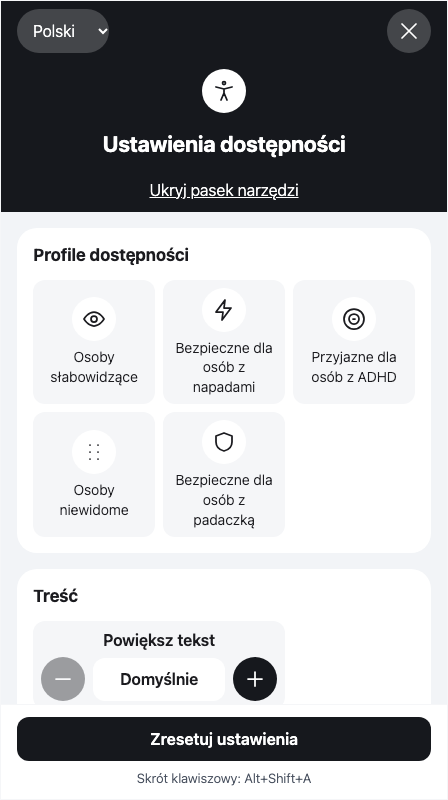 Polski
Ustawienia dostępności
Ukryj pasek narzędzi
Profile dostępności
Osoby
słabowidzące
Bezpieczne dla
osób z
napadami
Przyjazne dla
osób z ADHD
Osoby
niewidome
Bezpieczne dla
osób z
padaczką
Treść
Powiększ tekst
Domyślnie
Zresetuj ustawienia
Skrót klawiszowy: Alt+Shift+A